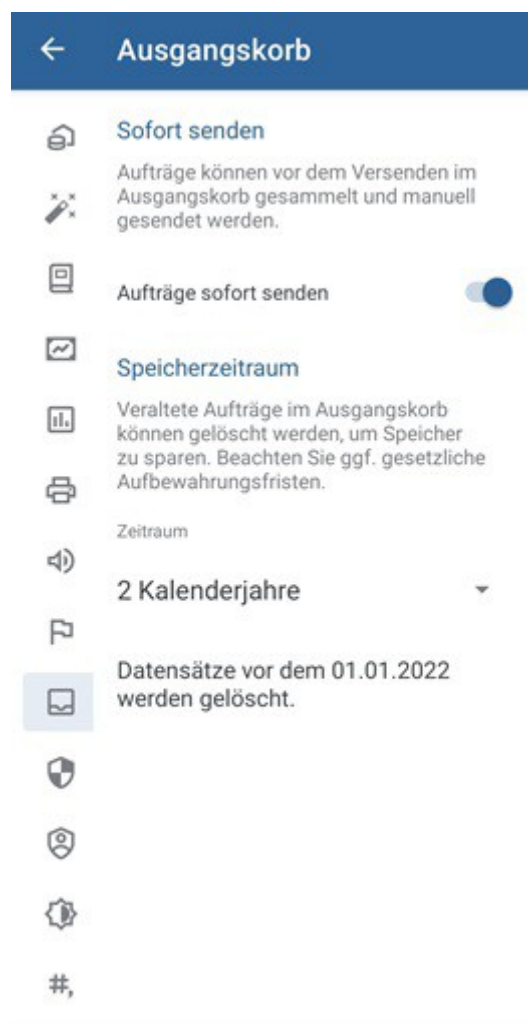 Ausgangskorb
Sofort senden
Aufträge können vor dem Versenden im
Ausgangskorb gesammelt und manuell
gesendet werden.
Aufträge sofort senden
Speicherzeitraum
Veraltete Aufträge im Ausgangskorb
können gelöscht werden, um Speicher
zu sparen. Beachten Sie ggf. gesetzliche
Aufbewahrungsfristen.
Zeitraum
2 Kalenderjahre
Datensätze vor dem 01.01.2022
werden gelöscht.
#,